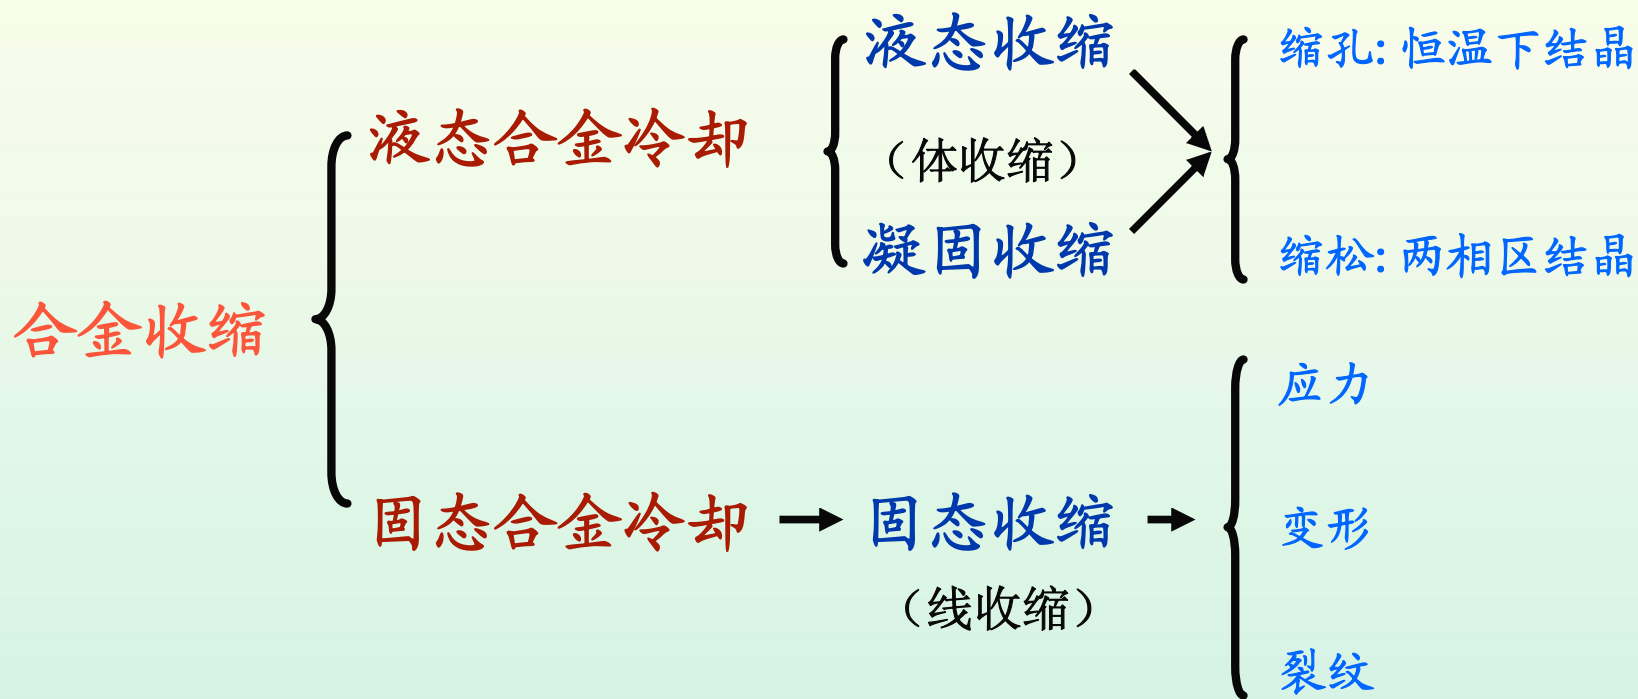 合金收缩
液态合金冷却
液态收缩
（体收缩）
凝固收缩
缩孔: 恒温下结晶
缩松: 两相区结晶
固态合金冷却
固态收缩
（线收缩）
应力
变形
裂纹